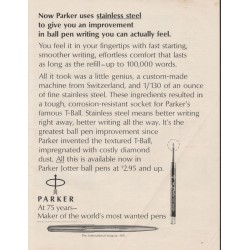 Now Parker uses stainless steel
to give you an improvement
in ball pen writing you can actually feel.
You feel it in your fingertips with fast starting,
smoother writing, effortless comfort that lasts
as long as the refill—up to 100,000 words.
All it took was a little genius, a custom-made
machine from Switzerland, and 1/130 of an ounce
of fine stainless steel. These ingredients resulted in
a tough, corrosion-resistant socket for Parker's
famous T-Ball. Stainless steel means better writing
right away, better writing all the way. It's the
greatest ball pen improvement since
Parker invented the textured T-Ball,
impregnated with costly diamond
dust. All this is available now in
Parker Jotter ball pens at $2.95 and up.
PARKER
At 75 years—
Maker of the world's most wanted pens